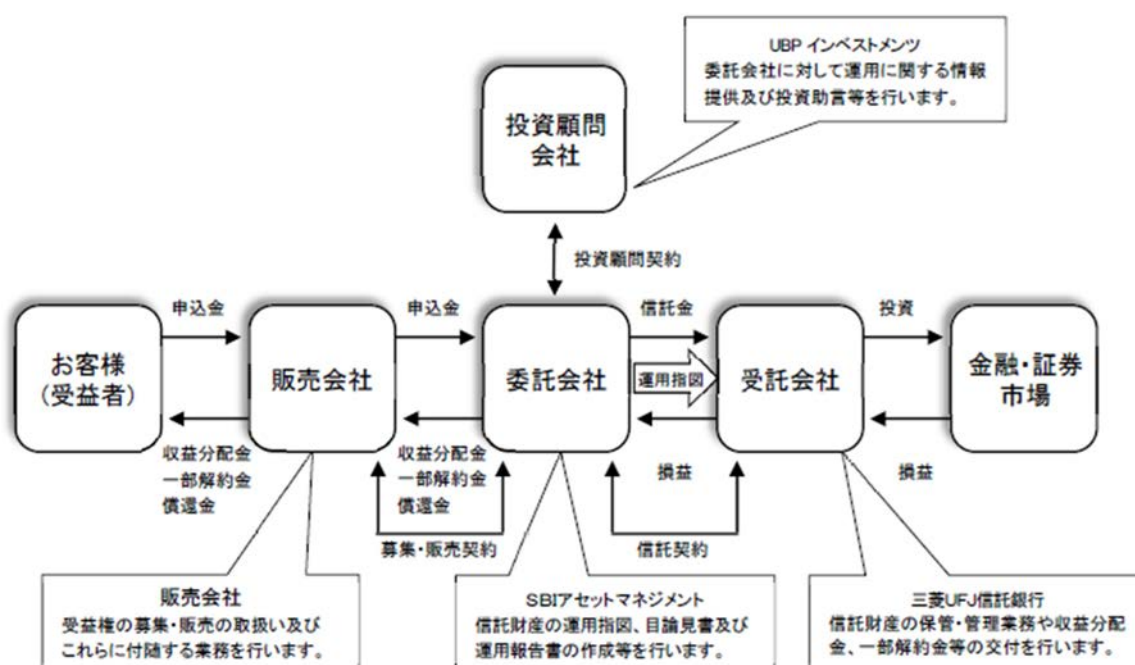 UBP インベストメンツ
委託会社に対して運用に関する情報
提供及び投資助言等を行います。
投資顧問
会社
投資顧問契約
申込金
申込金
信託金
投資
お客様
(受益者)
販売会社
委託会社
運用指図
受託会社
金融・証券
市場
収益分配金
一部解約金
償還金
収益分配金
一部解約金
償還金
損益
損益
募集・販売契約
信託契約
販売会社
受益権の募集・販売の取扱い及び
これらに付随する業務を行います。
SBIアセットマネジメント
信託財産の運用指図、目論見書及び
運用報告書の作成等を行います。
三菱UFJ信託銀行
信託財産の保管・管理業務や収益分配
金、一部解約金等の交付を行います。